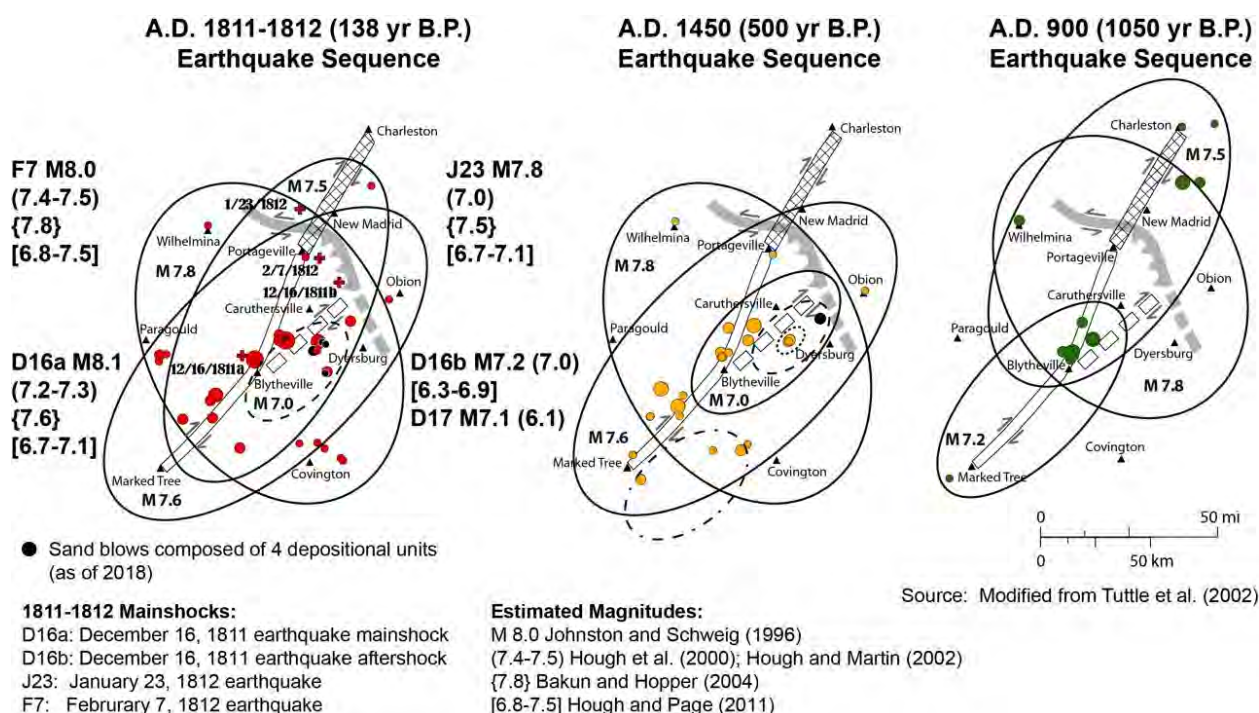 A.D. 1811-1812 (138 yr B.P.)
Earthquake Sequence
F7 M8.0
(7.4-7.5)
{7.8}
[6.8-7.5]
D16a M8.1
(7.2-7.3)
{7.6}
[6.7-7.1]
Charleston
M 7.5
1/23/1812
New Madrid
Wilhelmina
Portageville
M 7.8
2/7/1812
Obion
12/16/1811b
Caruthersville
Paragould
Dyersburg
12/16/1811a
Blytheville
M 7.0
Marked Tree
Covington
M 7.6
A.D. 1450 (500 yr B.P.)
Earthquake Sequence
J23 M7.8
(7.0)
{7.5}
[6.7-7.1]
D16b M7.2 (7.0)
[6.3-6.9]
D17 M7.1 (6.1)
Charleston
New Madrid
Wilhelmina
Portageville
M 7.8
Obion
Caruthersville
Paragould
Dyersburg
Blytheville
M 7.0
M 7.6
Marked Tree
Covington
A.D. 900 (1050 yr B.P.)
Earthquake Sequence
Charleston
M 7.5
New Madrid
Wilhelmina
Portageville
Obion
Caruthersville
Paragould
Dyersburg
Blytheville
M 7.8
M 7.2
Covington
Marked Tree
0 50 mi
0 50 km
Source: Modified from Tuttle et al. (2002)
Sand blows composed of 4 depositional units
(as of 2018)
1811-1812 Mainshocks:
D16a: December 16, 1811 earthquake mainshock
D16b: December 16, 1811 earthquake aftershock
J23: January 23, 1812 earthquake
F7: Februrary 7, 1812 earthquake
Estimated Magnitudes:
M 8.0 Johnston and Schweig (1996)
(7.4-7.5) Hough et al. (2000); Hough and Martin (2002)
{7.8} Bakun and Hopper (2004)
[6.8-7.5] Hough and Page (2011)